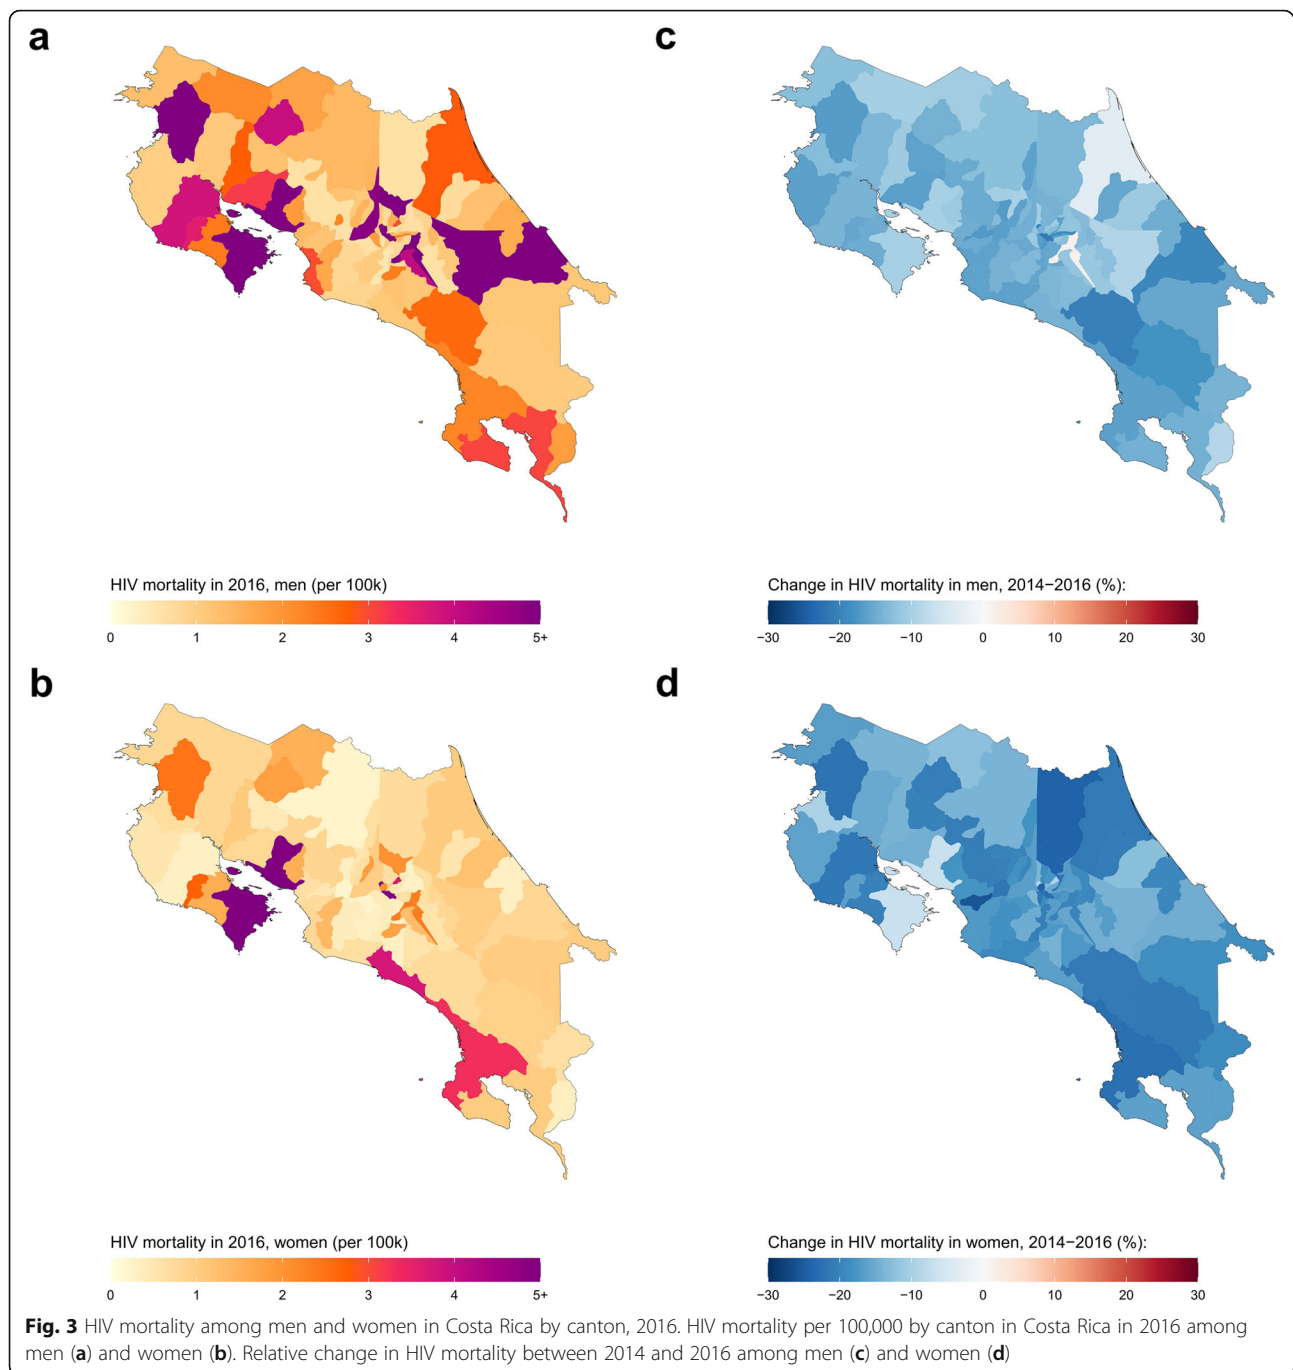 a
c
HIV mortality in 2016, men (per 100k)
0 1 2 3 4 5+
Change in HIV mortality in men, 2014−2016 (%):
−30 −20 −10 0 10 20 30
b
d
HIV mortality in 2016, women (per 100k)
0 1 2 3 4 5+
Change in HIV mortality in women, 2014−2016 (%):
−30 −20 −10 0 10 20 30
Fig. 3 HIV mortality among men and women in Costa Rica by canton, 2016. HIV mortality per 100,000 by canton in Costa Rica in 2016 among
men (a) and women (b). Relative change in HIV mortality between 2014 and 2016 among men (c) and women (d)